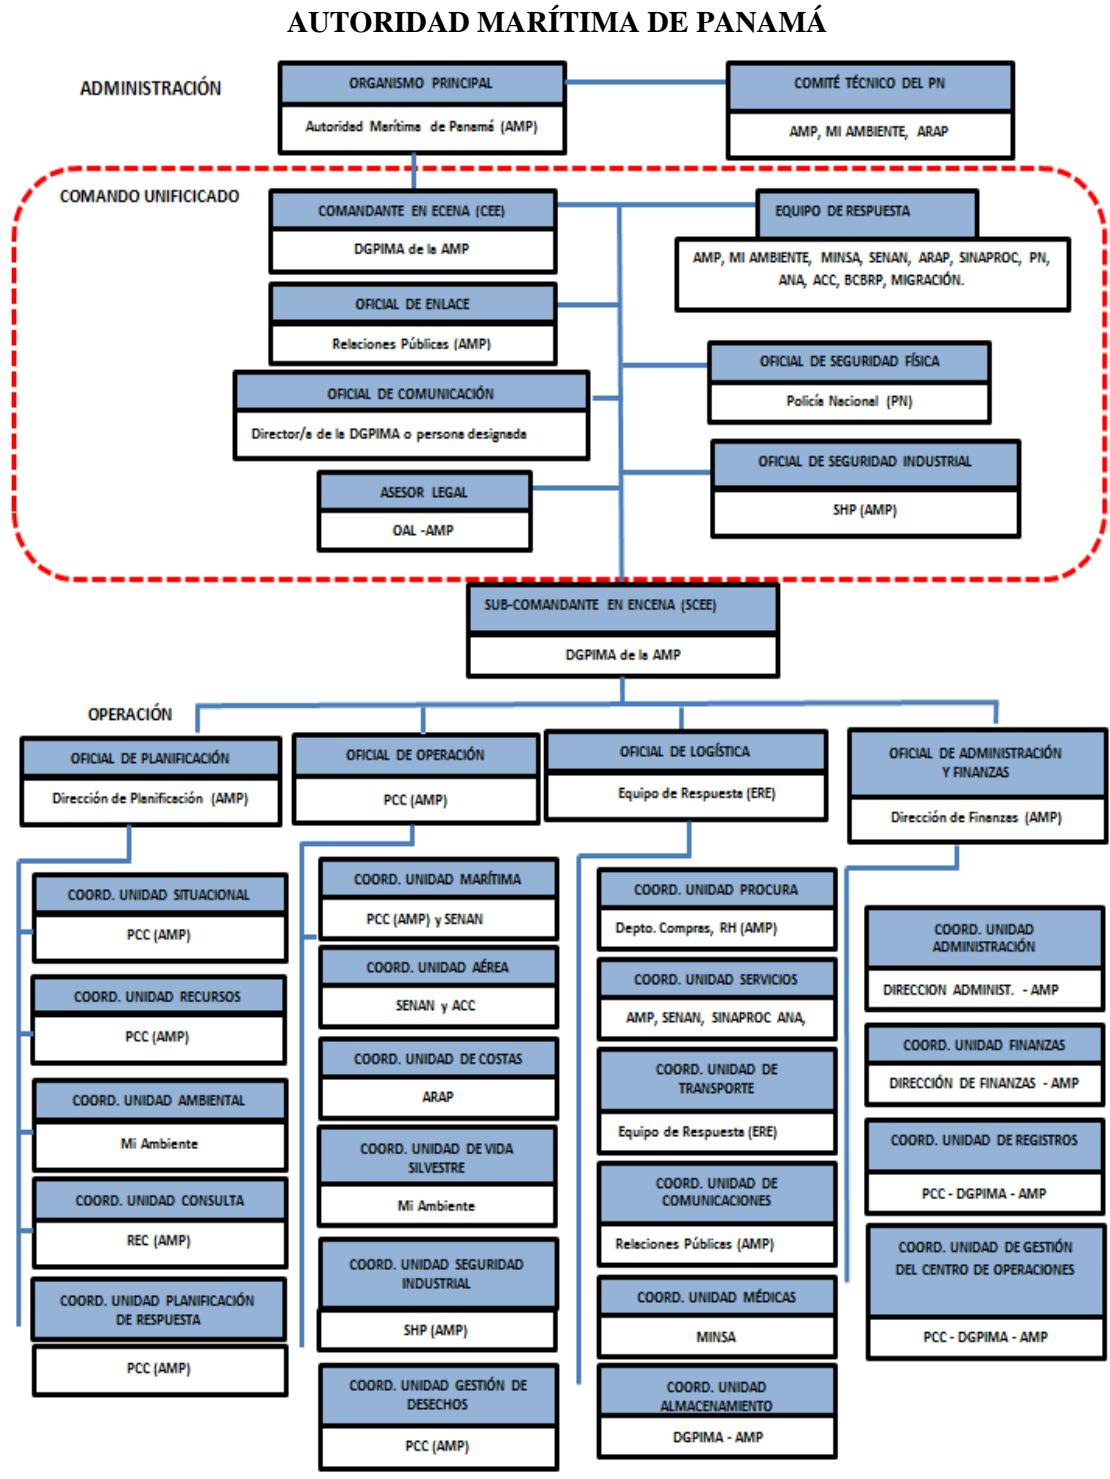 AUTORIDAD MARÍTIMA DE PANAMÁ
ADMINISTRACIÓN
ORGANISMO PRINCIPAL
Autoridad Marítima de Panamá (AMP)
COMITÉ TÉCNICO DEL PN
AMP, MI AMBIENTE, ARAP
COMANDO UNIFICICADO
COMANDANTE EN ECENA (CEE)
DGPIMA de la AMP
EQUIPO DE RESPUESTA
AMP, MI AMBIENTE, MINSA, SENAN, ARAP, SINAPROC, PN,
ANA, ACC, BCBRP, MIGRACIÓN.
OFICIAL DE ENLACE
Relaciones Públicas (AMP)
OFICIAL DE SEGURIDAD FÍSICA
Policía Nacional (PN)
OFICIAL DE COMUNICACIÓN
Director/a de la DGPIMA o persona designada
OFICIAL DE SEGURIDAD INDUSTRIAL
SHP (AMP)
ASESOR LEGAL
OAL -AMP
SUB-COMANDANTE EN ENCENA (SCEE)
DGPIMA de la AMP
OPERACIÓN
OFICIAL DE PLANIFICACIÓN
Dirección de Planificación (AMP)
COORD. UNIDAD SITUACIONAL
PCC (AMP)
COORD. UNIDAD RECURSOS
PCC (AMP)
COORD. UNIDAD AMBIENTAL
Mi Ambiente
COORD. UNIDAD CONSULTA
REC (AMP)
COORD. UNIDAD PLANIFICACIÓN
DE RESPUESTA
PCC (AMP)
OFICIAL DE OPERACIÓN
PCC (AMP)
COORD. UNIDAD MARÍTIMA
PCC (AMP) y SENAN
COORD. UNIDAD AÉREA
SENAN y ACC
COORD. UNIDAD DE COSTAS
ARAP
COORD. UNIDAD DE VIDA
SILVESTRE
Mi Ambiente
COORD. UNIDAD SEGURIDAD
INDUSTRIAL
SHP (AMP)
COORD. UNIDAD GESTIÓN DE
DESECHOS
PCC (AMP)
OFICIAL DE LOGÍSTICA
Equipo de Respuesta (ERE)
COORD. UNIDAD PROCURA
Depto. Compras, RH (AMP)
COORD. UNIDAD SERVICIOS
AMP, SENAN, SINAPROC ANA,
COORD. UNIDAD DE
TRANSPORTE
Equipo de Respuesta (ERE)
COORD. UNIDAD DE
COMUNICACIONES
Relaciones Públicas (AMP)
COORD. UNIDAD MÉDICAS
MINSA
COORD. UNIDAD
ALMACENAMIENTO
DGPIMA - AMP
OFICIAL DE ADMINISTRACIÓN
Y FINANZAS
Dirección de Finanzas (AMP)
COORD. UNIDAD
ADMINISTRACIÓN
DIRECCION ADMINIST. - AMP
COORD. UNIDAD FINANZAS
DIRECCIÓN DE FINANZAS - AMP
COORD. UNIDAD DE REGISTROS
PCC - DGPIMA - AMP
COORD. UNIDAD DE GESTIÓN
DEL CENTRO DE OPERACIONES
PCC - DGPIMA - AMP